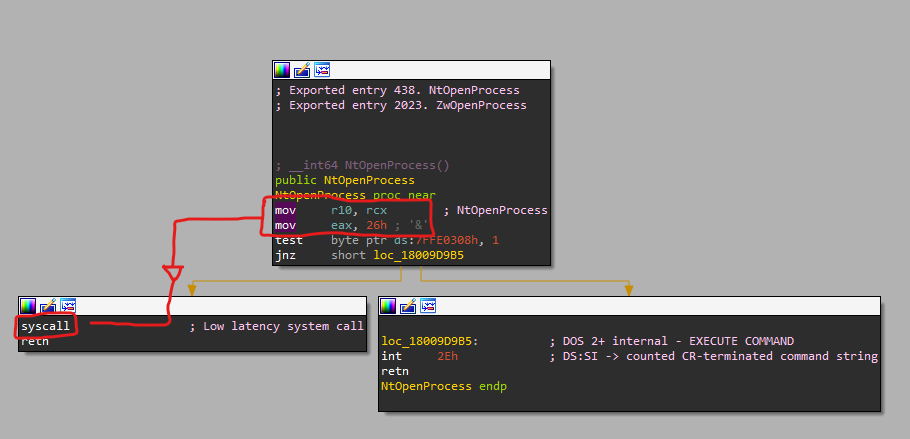 ; Exported entry 438. NtOpenProcess
; Exported entry 2023. ZwOpenProcess
; __int64 NtOpenProcess()
public NtOpenProcess
NtOpenProcess proc near
mov r10, rcx ; NtOpenProcess
mov eax, 26h ; '&'
test byte ptr ds:7FFE0308h, 1
jnz short loc_18009D9B5
syscall ; Low latency system call
retn
loc_18009D9B5: ; DOS 2+ internal - EXECUTE COMMAND
int 2Eh ; DS:SI -> counted CR-terminated command string
retn
NtOpenProcess endp